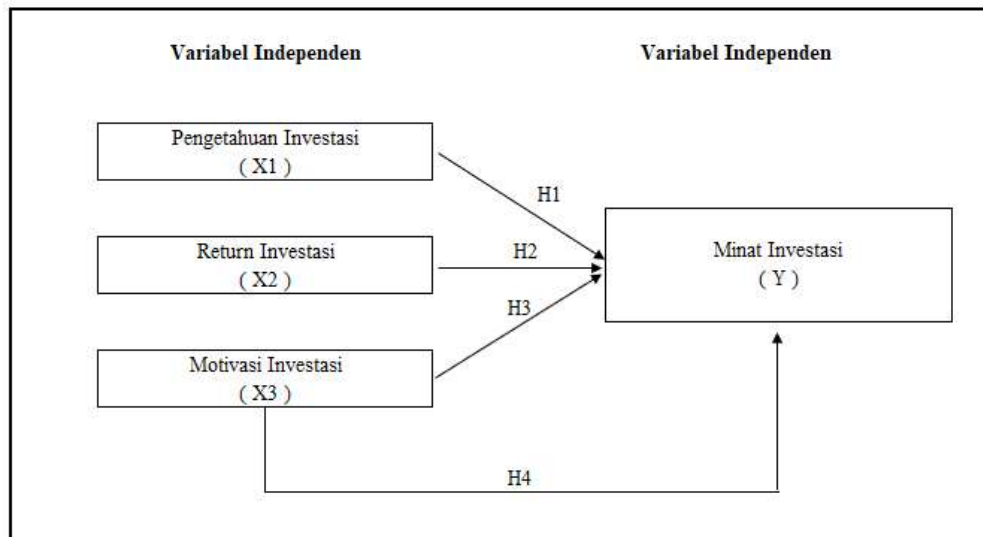 Variabel Independen
Variabel Independen
Pengetahuan Investasi
( X1 )
H1
Return Investasi
( X2 )
H2
Minat Investasi
( Y )
H3
Motivasi Investasi
( X3 )
H4